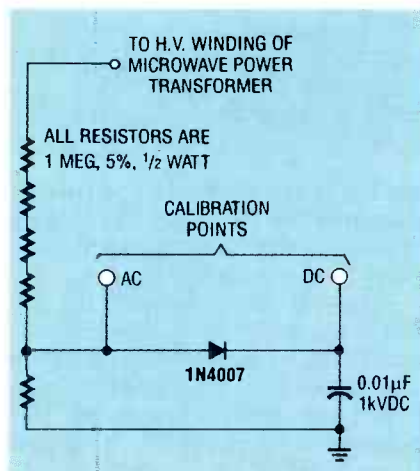 TO H.V. WINDING OF
MICROWAVE POWER
TRANSFORMER
ALL RESISTORS ARE
1 MEG, 5%, 1/2 WATT
CALIBRATION
POINTS
AC
DC
1N4007
0.01µF
1kVDC